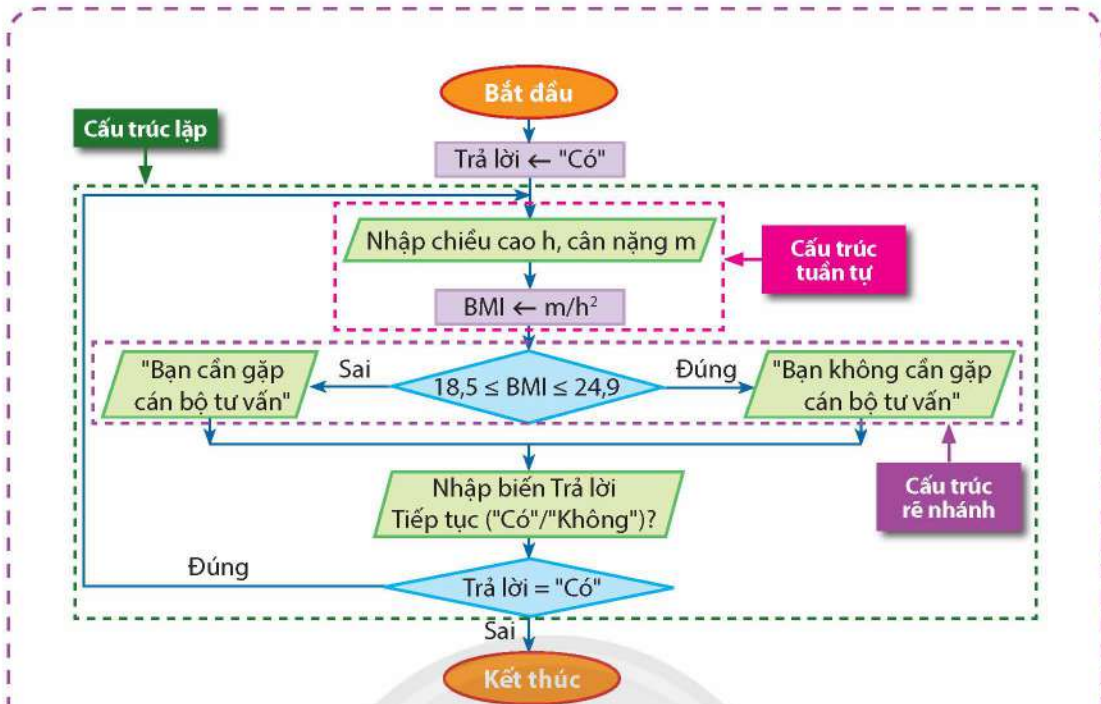 Bắt đầu
Cấu trúc lặp
Trả lời ← "Có"
Nhập chiều cao h, cân nặng m
Cấu trúc
tuần tự
BMI ← m/h²
"Bạn cần gặp
cán bộ tư vấn"
Sai
18,5 ≤ BMI ≤ 24,9
Đúng
"Bạn không cần gặp
cán bộ tư vấn"
Nhập biến Trả lời
Tiếp tục ("Có"/"Không")?
Cấu trúc
rẽ nhánh
Đúng
Trả lời = "Có"
Sai
Kết thúc